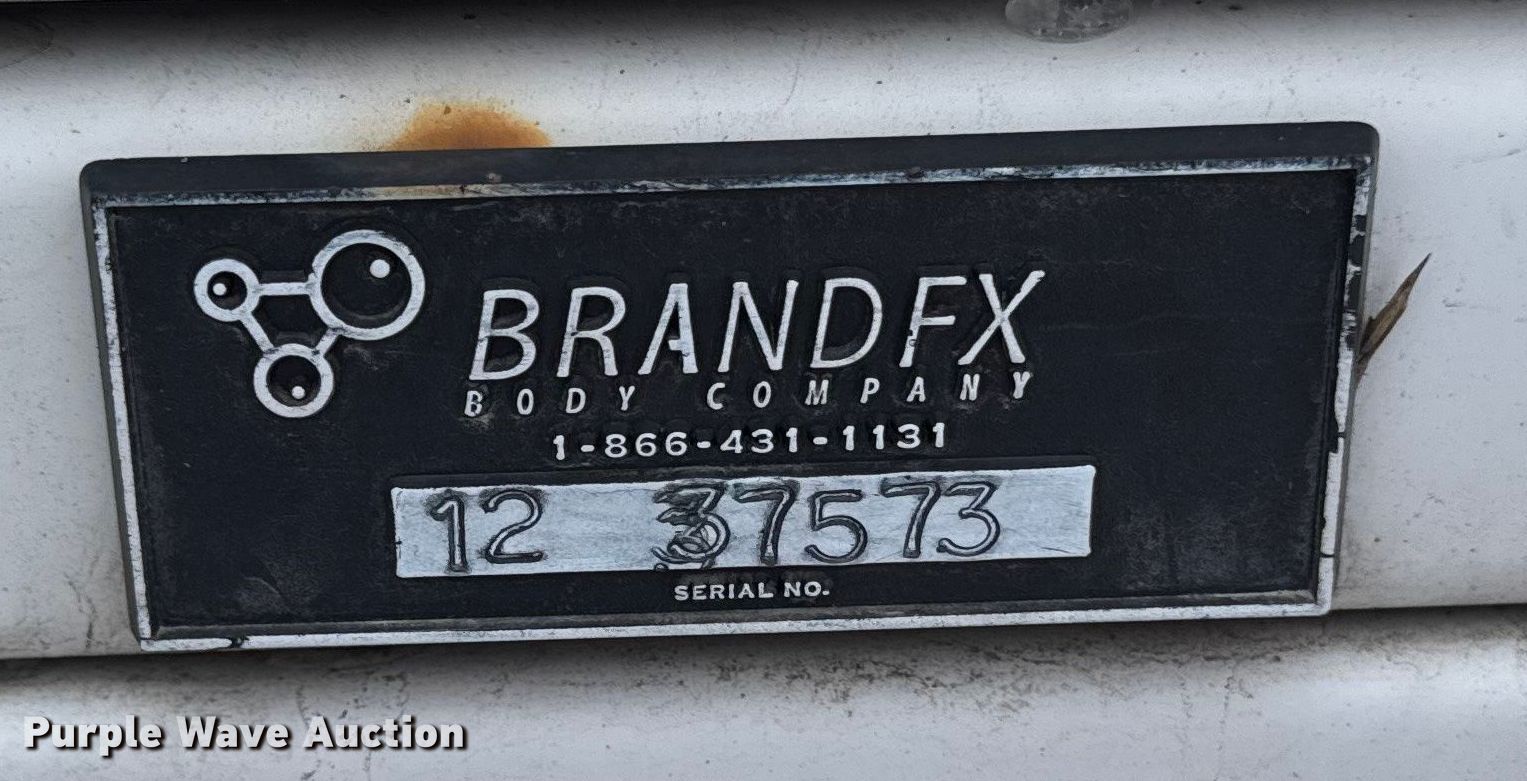 BRANDFX
BODY COMPANY
1-866-431-1131
12 37573
SERIAL NO.
Purple Wave Auction